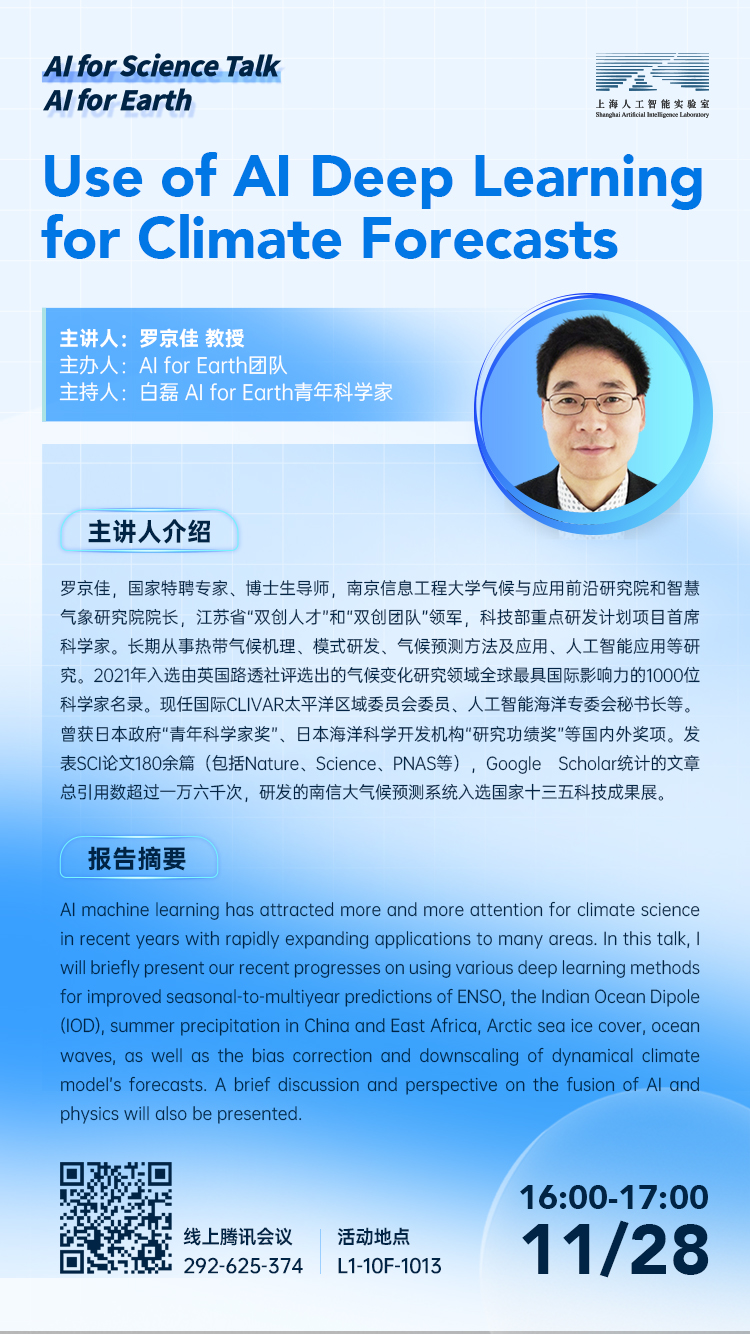 AI for Science Talk
AI for Earth
上海人工智能实验室
Shanghai Artificial Intelligence Laboratory
Use of AI Deep Learning
for Climate Forecasts
主讲人：罗京佳 教授
主办人：AI for Earth团队
主持人：白磊 AI for Earth青年科学家
主讲人介绍
罗京佳，国家特聘专家、博士生导师，南京信息工程大学气候与应用前沿研究院和智慧
气象研究院院长，江苏省“双创人才”和“双创团队”领军，科技部重点研发计划项目首席
科学家。长期从事热带气候机理、模式研发、气候预测方法及应用、人工智能应用等研
究。2021年入选由英国路透社评选出的气候变化研究领域全球最具国际影响力的1000位
科学家名录。现任国际CLIVAR太平洋区域委员会委员、人工智能海洋专委会秘书长等。
曾获日本政府“青年科学家奖”、日本海洋科学开发机构“研究功绩奖”等国内外奖项。发
表SCI论文180余篇（包括Nature、Science、PNAS等），Google Scholar统计的文章
总引用数超过一万六千次，研发的南信大气候预测系统入选国家十三五科技成果展。
报告摘要
AI machine learning has attracted more and more attention for climate science
in recent years with rapidly expanding applications to many areas. In this talk, I
will briefly present our recent progresses on using various deep learning methods
for improved seasonal-to-multiyear predictions of ENSO, the Indian Ocean Dipole
(IOD), summer precipitation in China and East Africa, Arctic sea ice cover, ocean
waves, as well as the bias correction and downscaling of dynamical climate
model’s forecasts. A brief discussion and perspective on the fusion of AI and
physics will also be presented.
线上腾讯会议
292-625-374
活动地点
L1-10F-1013
16:00-17:00
11/28